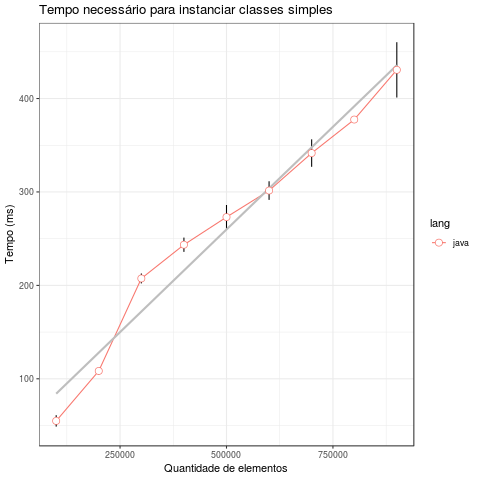 Tempo necessário para instanciar classes simples
400
300
200
100
Tempo (ms)
250000
500000
750000
Quantidade de elementos
lang
java